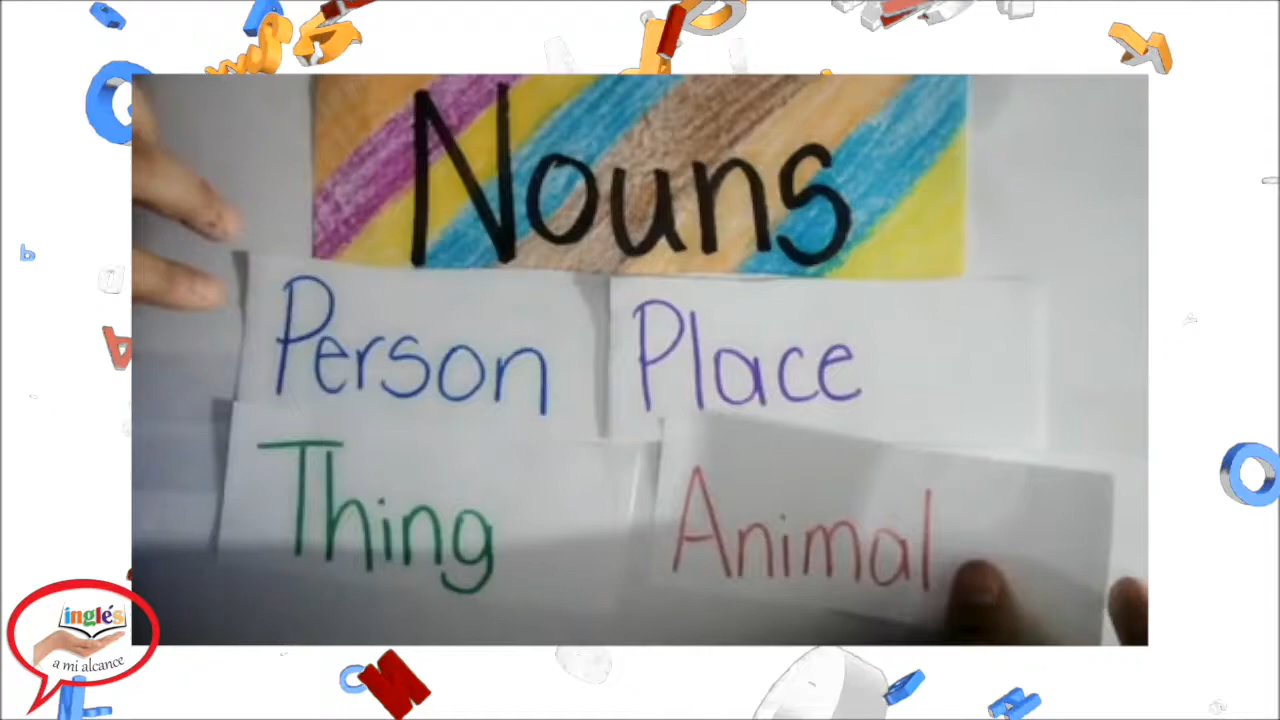 Nouns
Person Place
Thing Animal
inglés
a mi alcance